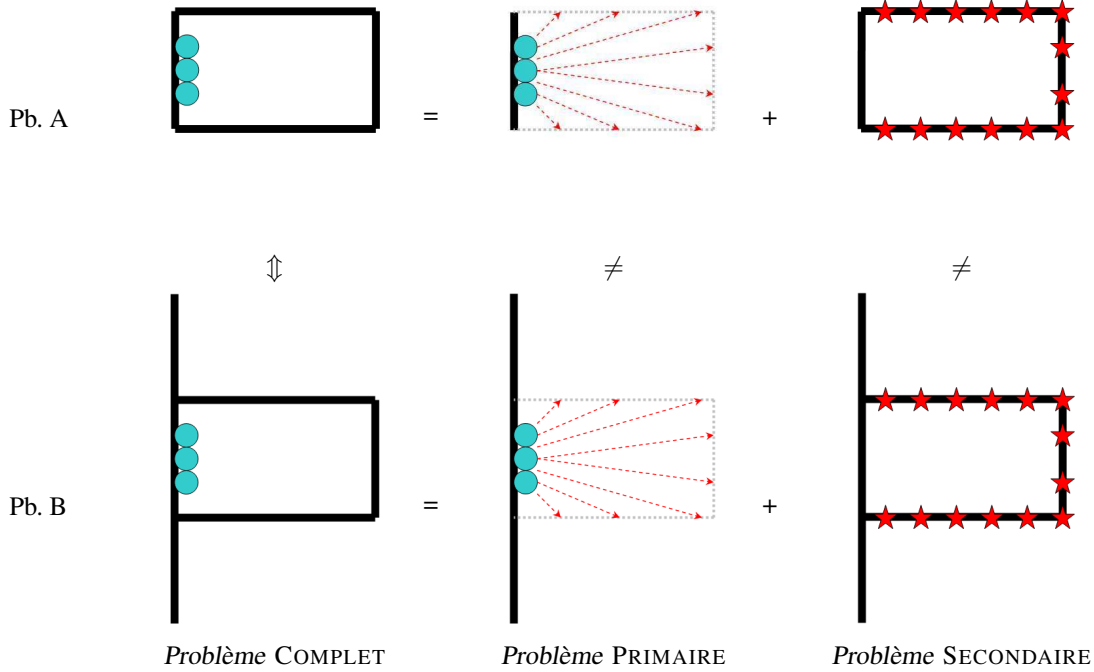 Pb. A = +
⇕ ≠ ≠
Pb. B = +
Problème COMPLET Problème PRIMAIRE Problème SECONDAIRE